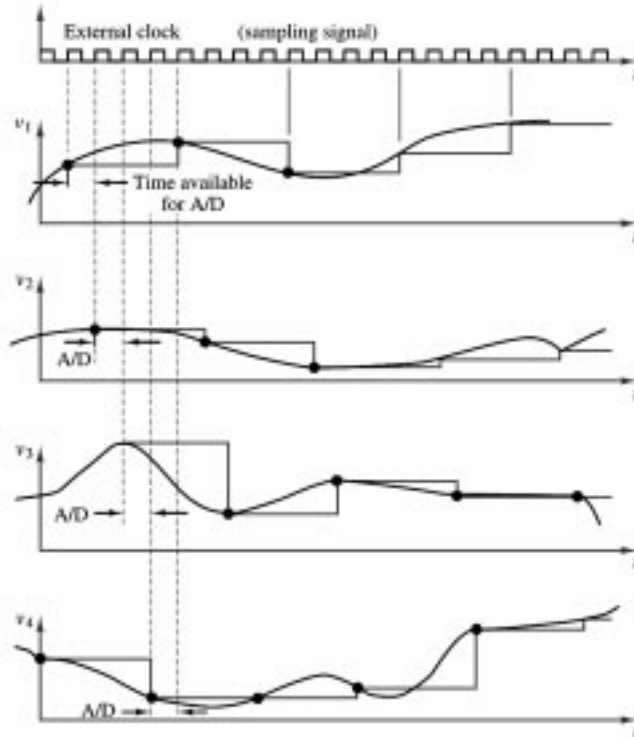 External clock (sampling signal)
t
v1
Time available
for A/D
t
v2
A/D
t
v3
A/D
t
v4
A/D
t